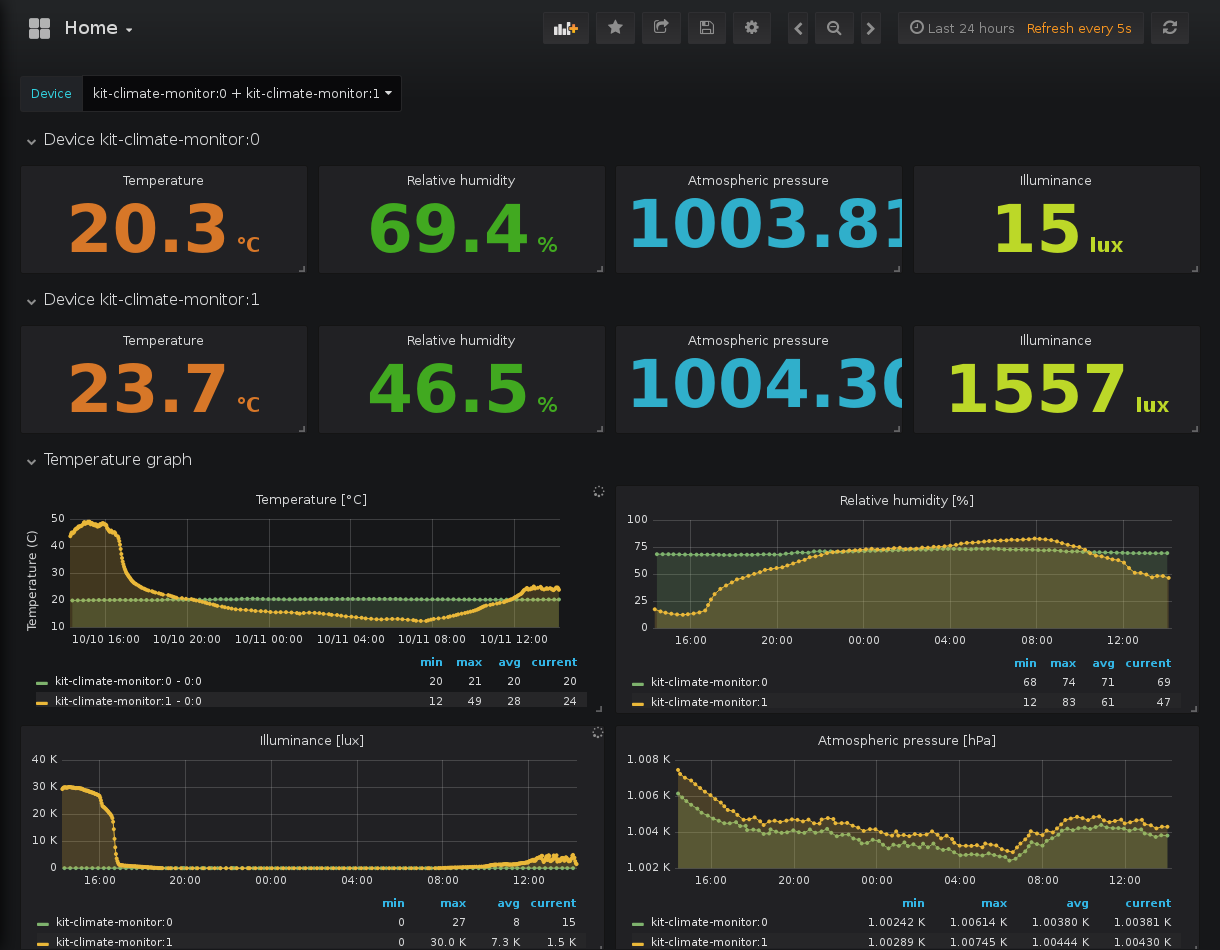 Home
Last 24 hours Refresh every 5s
Device kit-climate-monitor:0 + kit-climate-monitor:1
Device kit-climate-monitor:0
Temperature Relative humidity Atmospheric pressure Illuminance
20.3 °C 69.4 % 1003.81 15 lux
Device kit-climate-monitor:1
Temperature Relative humidity Atmospheric pressure Illuminance
23.7 °C 46.5 % 1004.30 1557 lux
Temperature graph
Temperature [°C]
Temperature (C)
50
40
30
20
10
10/10 16:00 10/10 20:00 10/11 00:00 10/11 04:00 10/11 08:00 10/11 12:00
min max avg current
kit-climate-monitor:0 - 0:0 20 21 20 20
kit-climate-monitor:1 - 0:0 12 49 28 24
Relative humidity [%]
100
75
50
25
0
16:00 20:00 00:00 04:00 08:00 12:00
min max avg current
kit-climate-monitor:0 68 74 71 69
kit-climate-monitor:1 12 83 61 47
Illuminance [lux]
40 K
30 K
20 K
10 K
0
16:00 20:00 00:00 04:00 08:00 12:00
min max avg current
kit-climate-monitor:0 0 27 8 15
kit-climate-monitor:1 0 30.0 K 7.3 K 1.5 K
Atmospheric pressure [hPa]
1.008 K
1.006 K
1.004 K
1.002 K
16:00 20:00 00:00 04:00 08:00 12:00
min max avg current
kit-climate-monitor:0 1.00242 K 1.00614 K 1.00380 K 1.00381 K
kit-climate-monitor:1 1.00289 K 1.00745 K 1.00444 K 1.00430 K